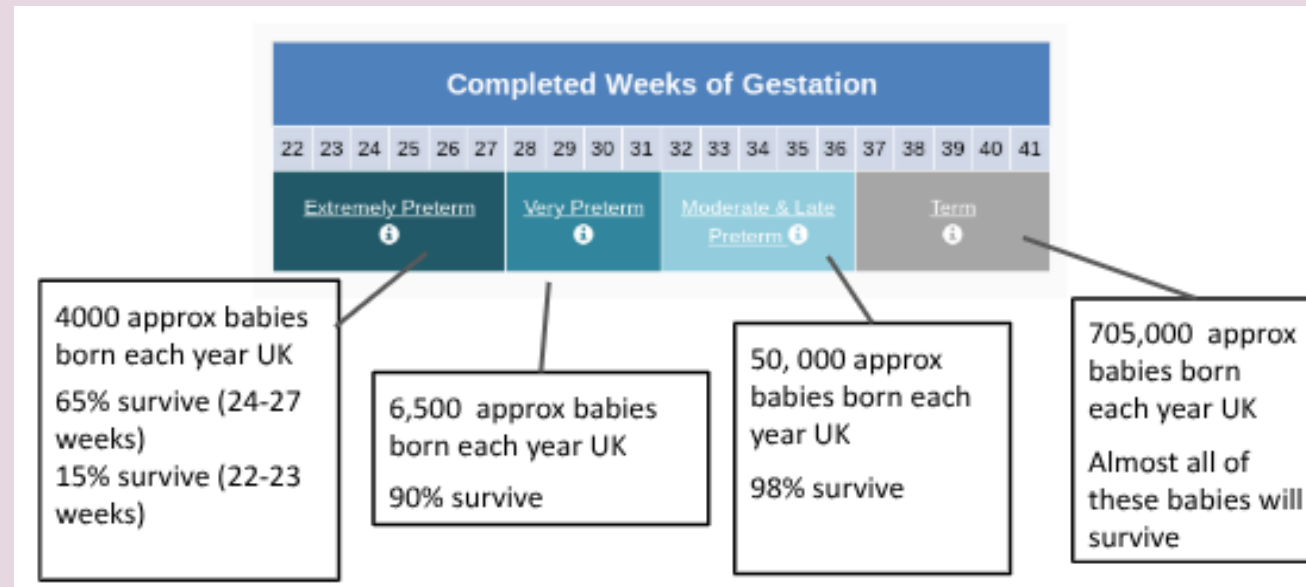 Completed Weeks of Gestation
22 23 24 25 26 27 28 29 30 31 32 33 34 35 36 37 38 39 40 41
Extremely Preterm
Very Preterm
Moderate & Late
Preterm
Term
4000 approx babies
born each year UK
65% survive (24-27
weeks)
15% survive (22-23
weeks)
6,500 approx babies
born each year UK
90% survive
50, 000 approx
babies born each
year UK
98% survive
705,000 approx
babies born
each year UK
Almost all of
these babies will
survive